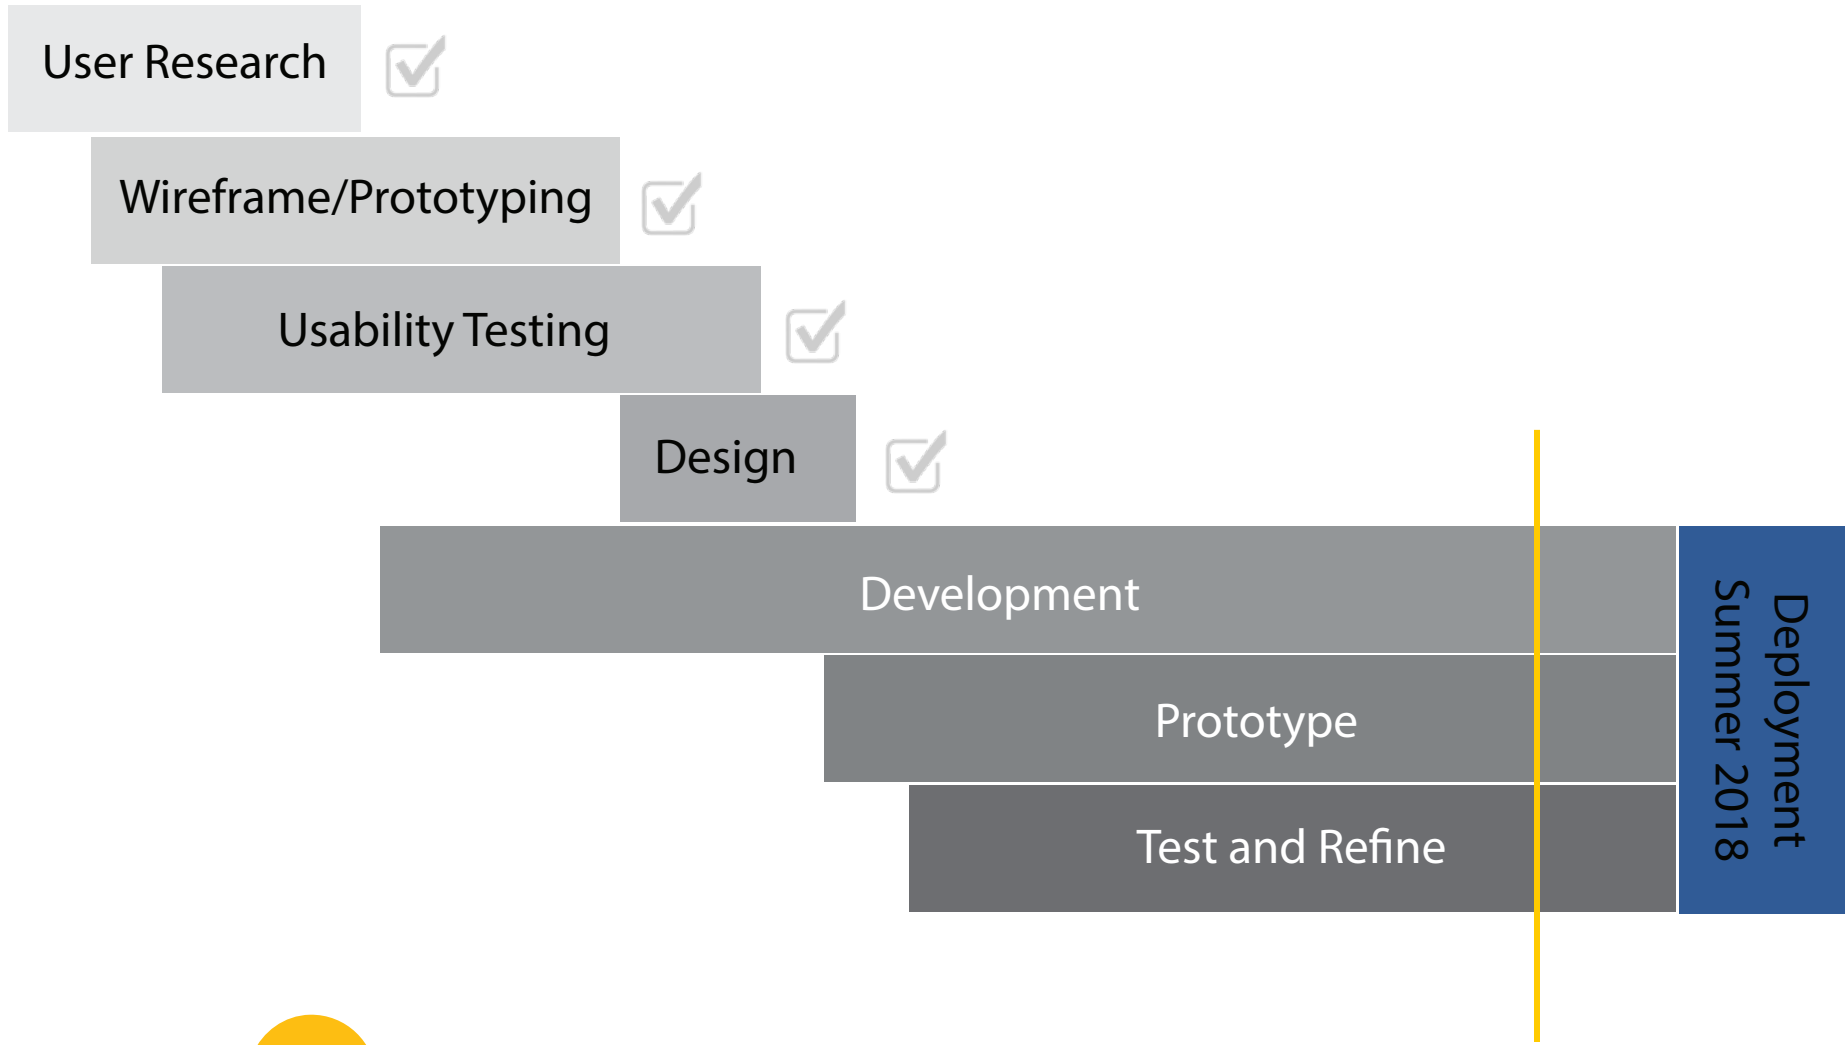 User Research
Wireframe/Prototyping
Usability Testing
Design
Development
Prototype
Test and Refine
Deployment
Summer 2018